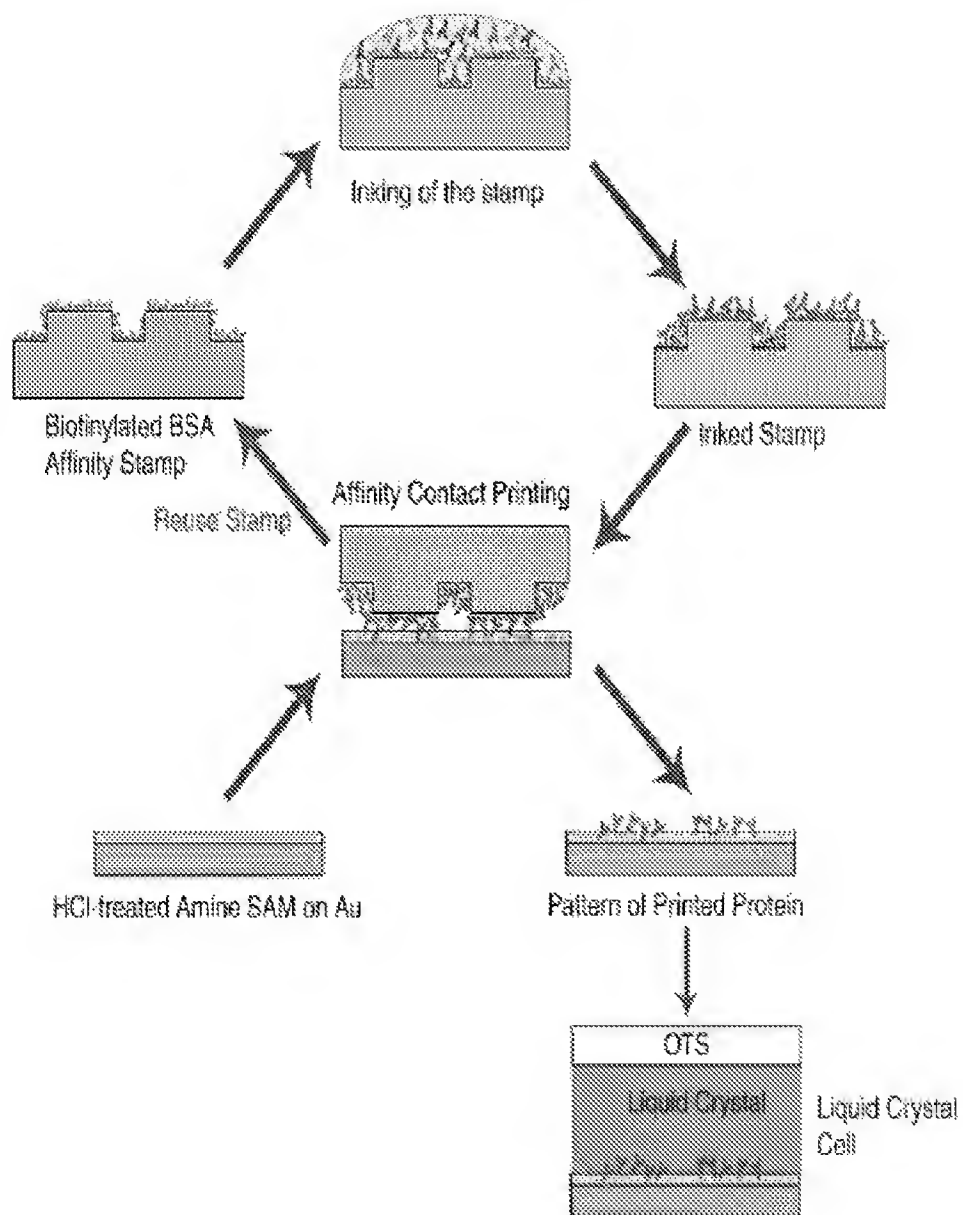 Inking of the stamp
Biotinylated BSA
Affinity Stamp
Inked Stamp
Reuse Stamp
Affinity Contact Printing
HCl-treated Amine SAM on Au
Pattern of Printed Protein
OTS
Liquid Crystal
Liquid Crystal
Cell